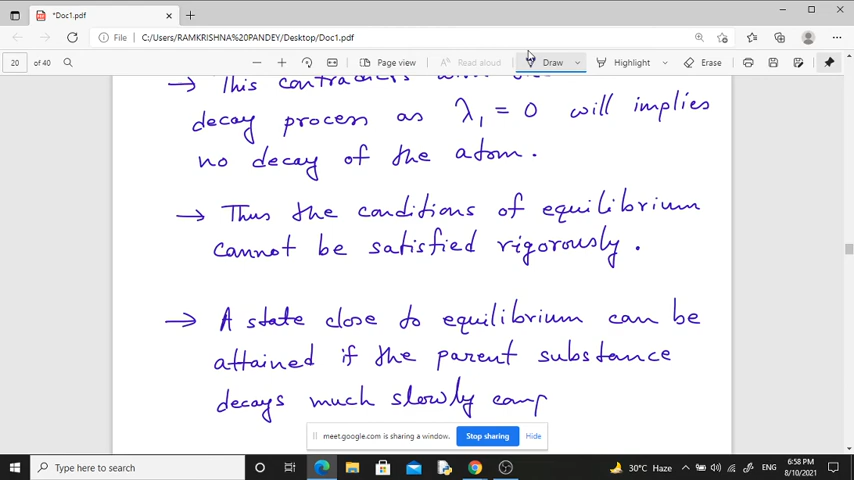 *Doc1.pdf
File C:/Users/RAMKRISHNA%20PANDEY/Desktop/Doc1.pdf
20 of 40 Page view Read aloud Draw Highlight Erase
→ This contradicts
decay process as λ₁ = 0 will implies
no decay of the atom.
→ Thus the conditions of equilibrium
cannot be satisfied rigorously.
→ A state close to equilibrium can be
attained if the parent substance
decays much slowly comp
meet.google.com is sharing a window. Stop sharing Hide
Type here to search 30°C Haze ENG 6:58 PM
8/10/2021